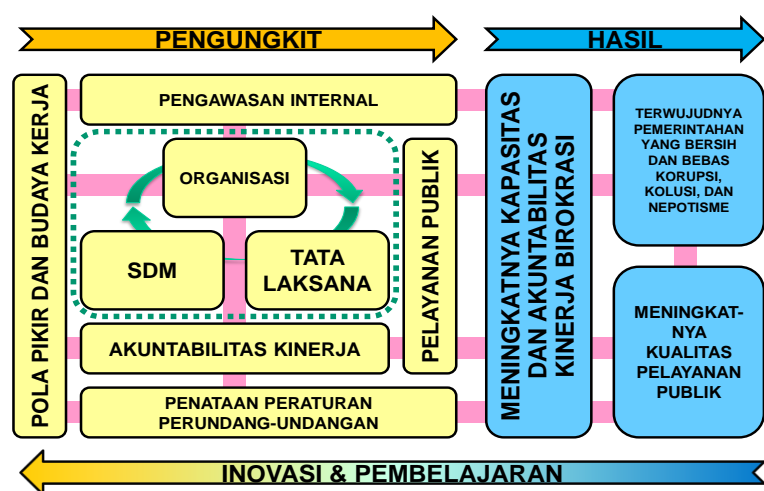 PENGUNGKIT
HASIL
POLA PIKIR DAN BUDAYA KERJA
PENGAWASAN INTERNAL
ORGANISASI
SDM
TATA
LAKSANA
PELAYANAN PUBLIK
AKUNTABILITAS KINERJA
PENATAAN PERATURAN
PERUNDANG-UNDANGAN
MENINGKATNYA KAPASITAS
DAN AKUNTABILITAS
KINERJA BIROKRASI
TERWUJUDNYA
PEMERINTAHAN
YANG BERSIH
DAN BEBAS
KORUPSI,
KOLUSI, DAN
NEPOTISME
MENINGKAT-
NYA
KUALITAS
PELAYANAN
PUBLIK
INOVASI & PEMBELAJARAN